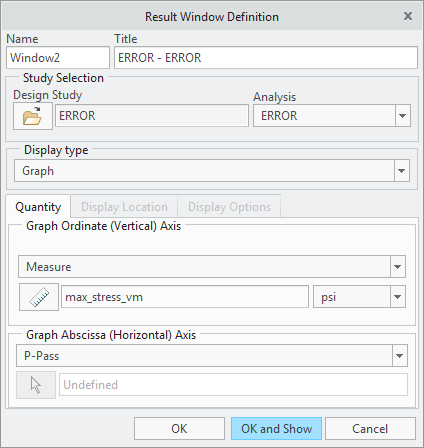 Result Window Definition
Name Title
Window2 ERROR - ERROR
Study Selection
Design Study Analysis
ERROR ERROR
Display type
Graph
Quantity Display Location Display Options
Graph Ordinate (Vertical) Axis
Measure
max_stress_vm psi
Graph Abscissa (Horizontal) Axis
P-Pass
Undefined
OK OK and Show Cancel